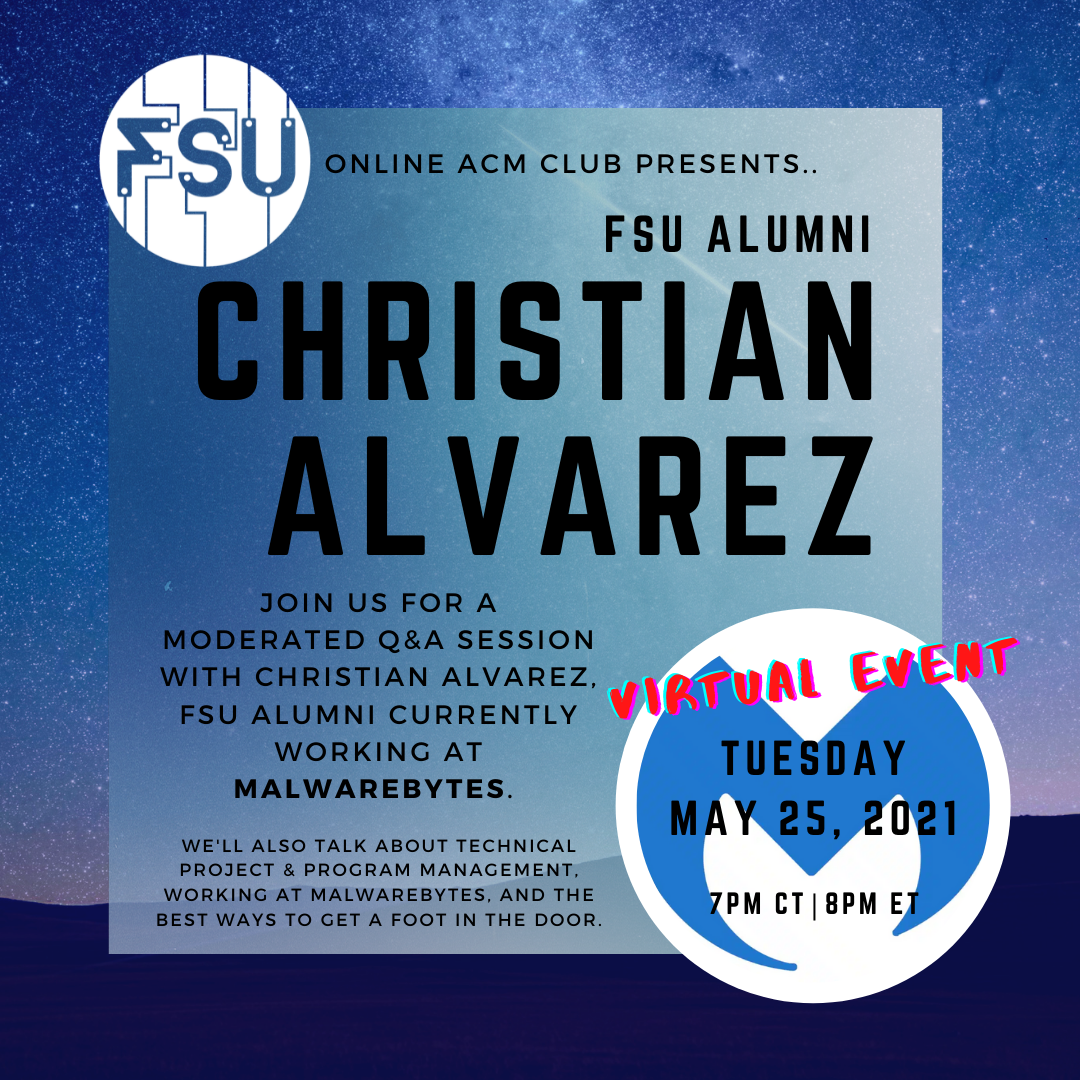 FSU
ONLINE ACM CLUB PRESENTS..
FSU ALUMNI
CHRISTIAN
ALVAREZ
JOIN US FOR A
MODERATED Q&A SESSION
WITH CHRISTIAN ALVAREZ,
FSU ALUMNI CURRENTLY
WORKING AT
MALWAREBYTES.
WE'LL ALSO TALK ABOUT TECHNICAL
PROJECT & PROGRAM MANAGEMENT,
WORKING AT MALWAREBYTES, AND THE
BEST WAYS TO GET A FOOT IN THE DOOR.
VIRTUAL EVENT
TUESDAY
MAY 25, 2021
7PM CT|8PM ET